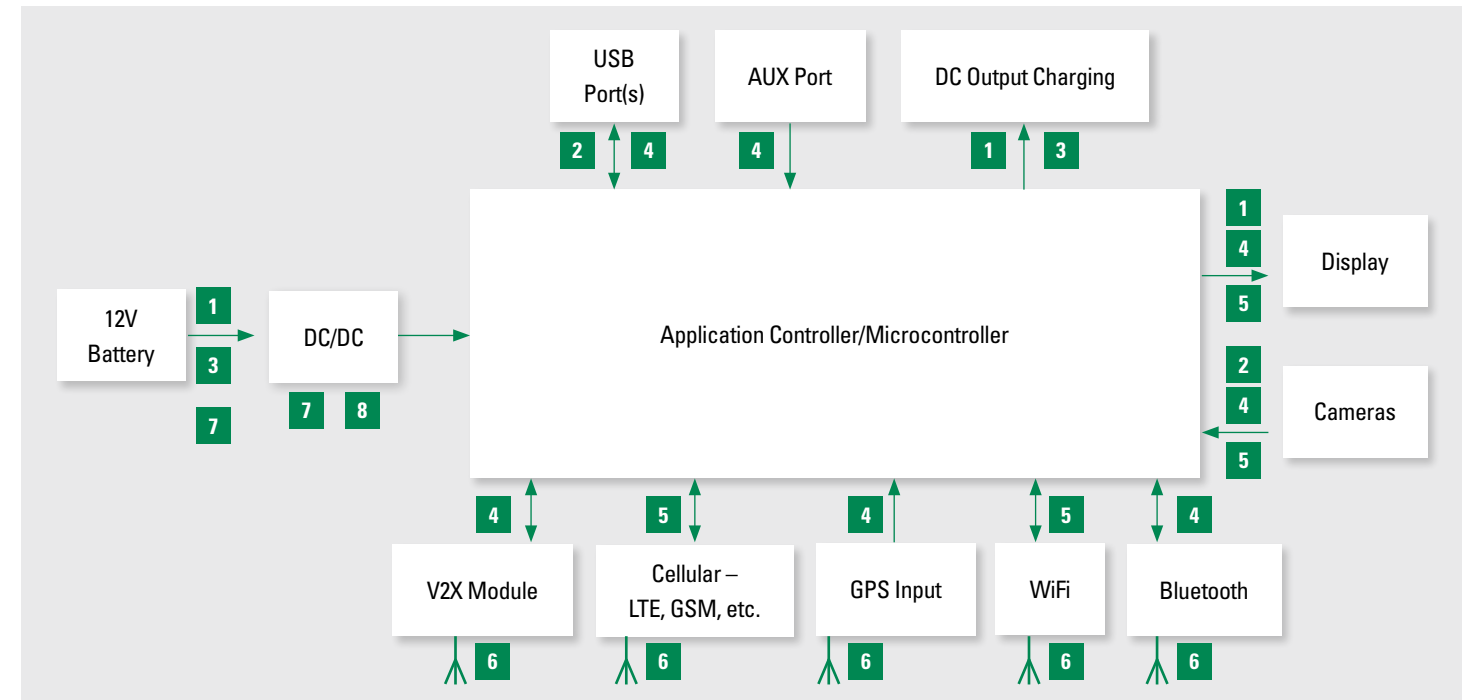 USB
Port(s)
AUX Port
DC Output Charging
2
4
4
1
3
1
4
5
Display
12V
Battery
1
3
7
DC/DC
7
8
Application Controller/Microcontroller
2
4
5
Cameras
4
5
4
5
4
V2X Module
Cellular –
LTE, GSM, etc.
GPS Input
WiFi
Bluetooth
6
6
6
6
6